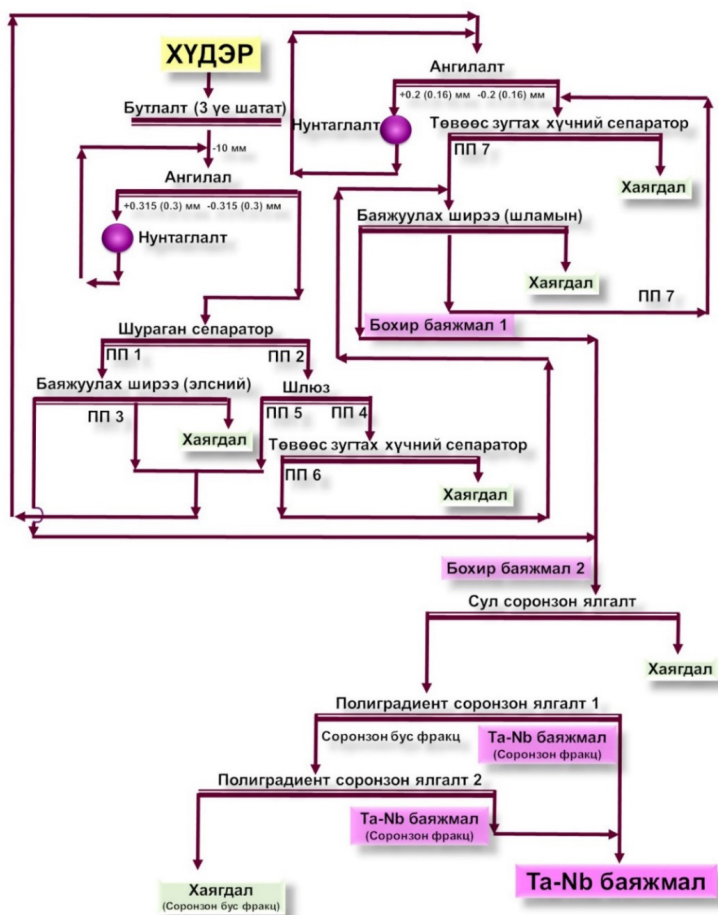 ХҮДЭР
Бутлалт (3 үе шатат)
-10 мм
Ангилал
+0.315 (0.3) мм -0.315 (0.3) мм
Нунтаглалт
Шураган сепаратор
ПП 1
ПП 2
Баяжуулах ширээ (элсний)
ПП 3
Хаягдал
Шлюз
ПП 5
ПП 4
Төвөөс зугтах хүчний сепаратор
ПП 6
Хаягдал
Ангилалт
+0.2 (0.16) мм -0.2 (0.16) мм
Нунтаглалт
Төвөөс зугтах хүчний сепаратор
ПП 7
Хаягдал
Баяжуулах ширээ (шламын)
Хаягдал
ПП 7
Бохир баяжмал 1
Бохир баяжмал 2
Сул соронзон ялгалт
Хаягдал
Полиградиент соронзон ялгалт 1
Соронзон бус фракц
Ta-Nb баяжмал
(Соронзон фракц)
Полиградиент соронзон ялгалт 2
Ta-Nb баяжмал
(Соронзон фракц)
Хаягдал
(Соронзон бус фракц)
Ta-Nb баяжмал